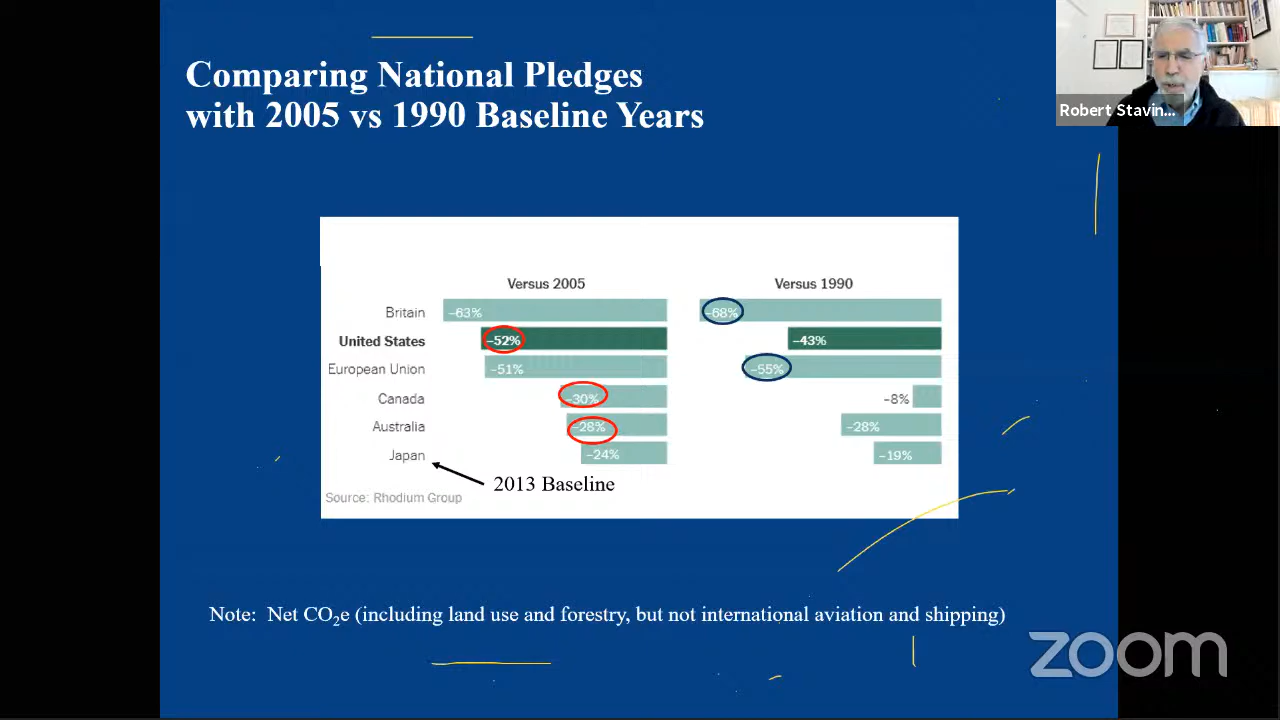 Comparing National Pledges
with 2005 vs 1990 Baseline Years
Robert Stavin...
Versus 2005 Versus 1990
Britain -63% -68%
United States -52% -43%
European Union -51% -55%
Canada -30% -8%
Australia -28% -28%
Japan -24% -19%
2013 Baseline
Source: Rhodium Group
Note: Net CO₂e (including land use and forestry, but not international aviation and shipping)
zoom